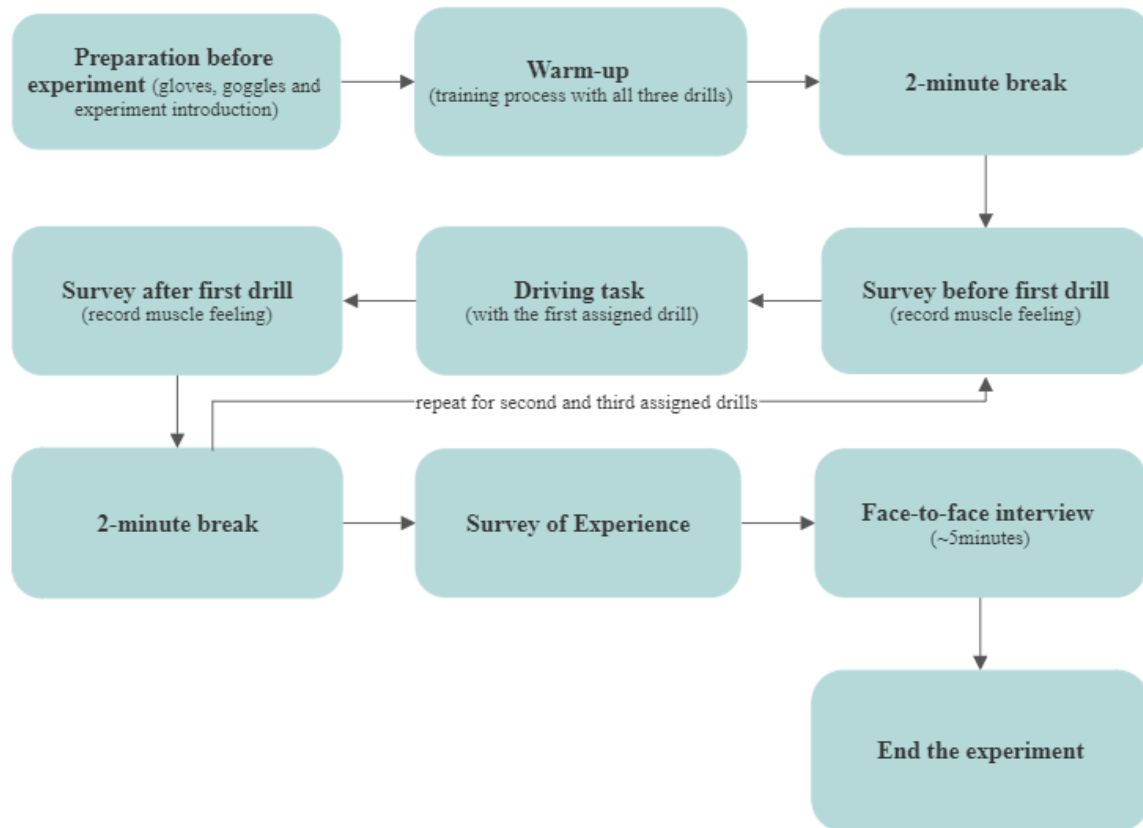 Preparation before
experiment (gloves, goggles and
experiment introduction)
Warm-up
(training process with all three drills)
2-minute break
Survey before first drill
(record muscle feeling)
Driving task
(with the first assigned drill)
Survey after first drill
(record muscle feeling)
repeat for second and third assigned drills
2-minute break
Survey of Experience
Face-to-face interview
(~5minutes)
End the experiment